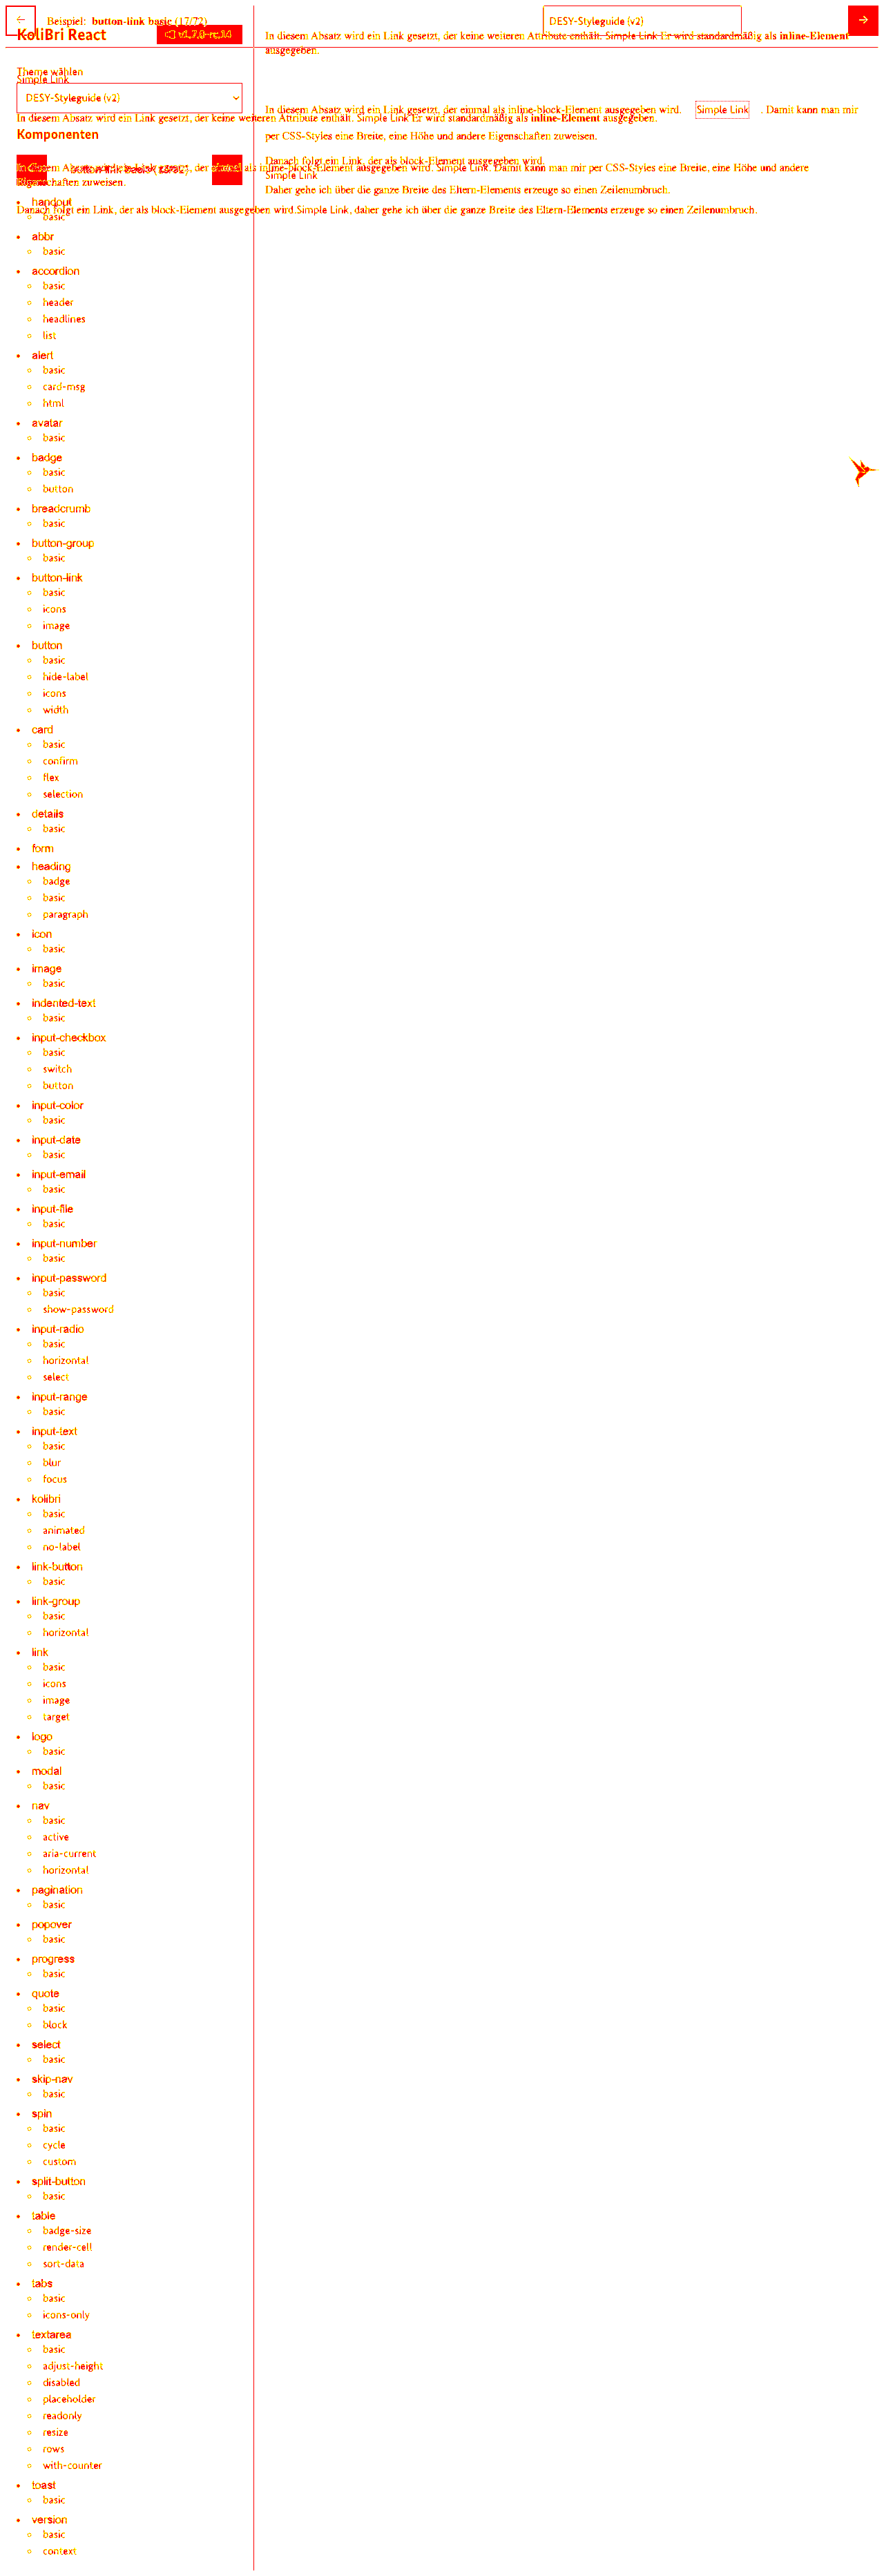 Beispiel: button-link basic (17/72)
DESY-Styleguide (v2)
KoliBri React
v1.7.0-rc.14
In diesem Absatz wird ein Link gesetzt, der keine weiteren Attribute enthält. Simple Link Er wird standardmäßig als inline-Element
ausgegeben.
Theme wählen
Simple Link
DESY-Styleguide (v2)
In diesem Absatz wird ein Link gesetzt, der einmal als inline-block-Element ausgegeben wird. Simple Link . Damit kann man mir
In diesem Absatz wird ein Link gesetzt, der keine weiteren Attribute enthält. Simple Link Er wird standardmäßig als inline-Element ausgegeben.
Komponenten
per CSS-Styles eine Breite, eine Höhe und andere Eigenschaften zuweisen.
Danach folgt ein Link, der als block-Element ausgegeben wird.
In diesem Absatz wird ein Link gesetzt, der einmal als inline-block-Element ausgegeben wird. Simple Link. Damit kann man mir per CSS-Styles eine Breite, eine Höhe und andere
Simple Link
Eigenschaften zuweisen.
Daher gehe ich über die ganze Breite des Eltern-Elements erzeuge so einen Zeilenumbruch.
handout
Danach folgt ein Link, der als block-Element ausgegeben wird.Simple Link, daher gehe ich über die ganze Breite des Eltern-Elements erzeuge so einen Zeilenumbruch.
basic
abbr
basic
accordion
basic
header
headlines
list
alert
basic
card-msg
html
avatar
basic
badge
basic
button
breadcrumb
basic
button-group
basic
button-link
basic
icons
image
button
basic
hide-label
icons
width
card
basic
confirm
flex
selection
details
basic
form
heading
badge
basic
paragraph
icon
basic
image
basic
indented-text
basic
input-checkbox
basic
switch
button
input-color
basic
input-date
basic
input-email
basic
input-file
basic
input-number
basic
input-password
basic
show-password
input-radio
basic
horizontal
select
input-range
basic
input-text
basic
blur
focus
kolibri
basic
animated
no-label
link-button
basic
link-group
basic
horizontal
link
basic
icons
image
target
logo
basic
modal
basic
nav
basic
active
aria-current
horizontal
pagination
basic
popover
basic
progress
basic
quote
basic
block
select
basic
skip-nav
basic
spin
basic
cycle
custom
split-button
basic
table
badge-size
render-cell
sort-data
tabs
basic
icons-only
textarea
basic
adjust-height
disabled
placeholder
readonly
resize
rows
with-counter
toast
basic
version
basic
context